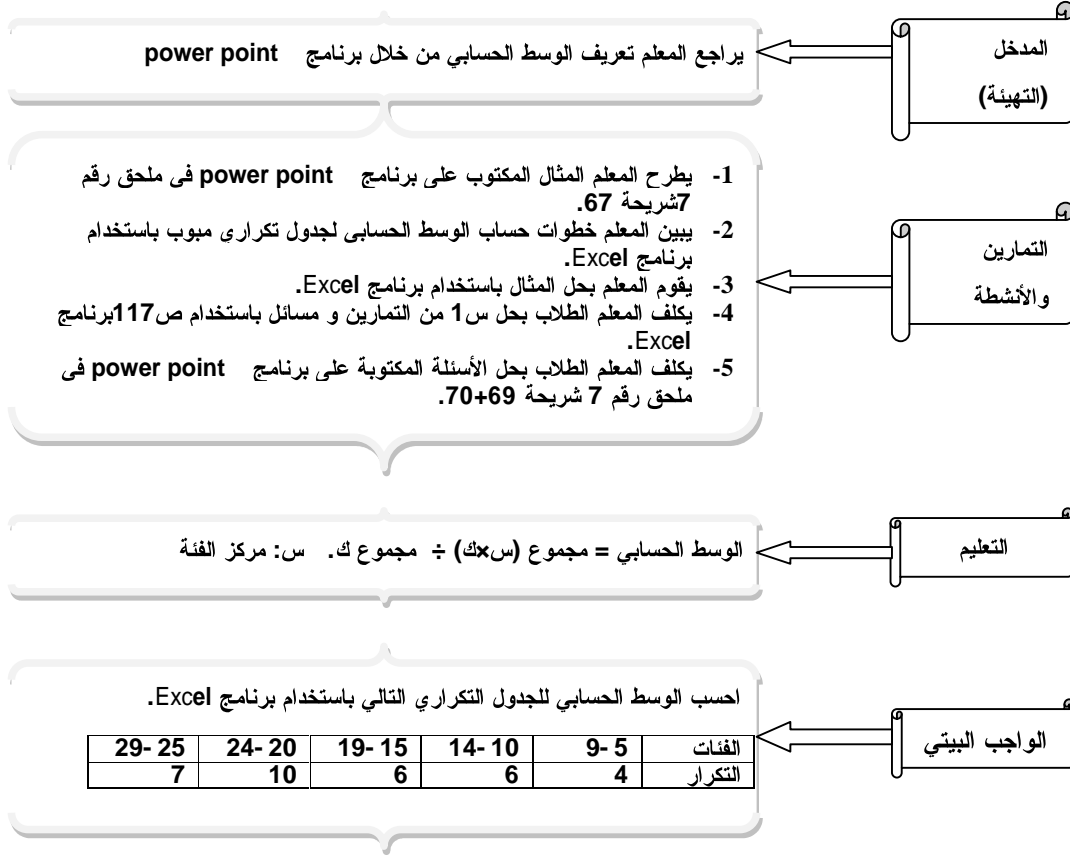 المدخل
(التهيئة)
يراجع المعلم تعريف الوسط الحسابي من خلال برنامج power point
التمارين
والأنشطة
1- يطرح المعلم المثال المكتوب على برنامج power point في ملحق رقم
7شريحة 67.
2- يبين المعلم خطوات حساب الوسط الحسابي لجدول تكراري مبوب باستخدام
برنامج Excel.
3- يقوم المعلم بحل المثال باستخدام برنامج Excel.
4- يكلف المعلم الطلاب بحل س1 من التمارين و مسائل باستخدام ص117برنامج
Excel.
5- يكلف المعلم الطلاب بحل الأسئلة المكتوبة على برنامج power point في
ملحق رقم 7 شريحة 69+70.
التعليم
الوسط الحسابي = مجموع (س×ك) ÷ مجموع ك. س: مركز الفئة
الواجب البيتي
احسب الوسط الحسابي للجدول التكراري التالي باستخدام برنامج Excel.
الفئات 5-9 10-14 15-19 20-24 25-29
التكرار 4 6 6 10 7